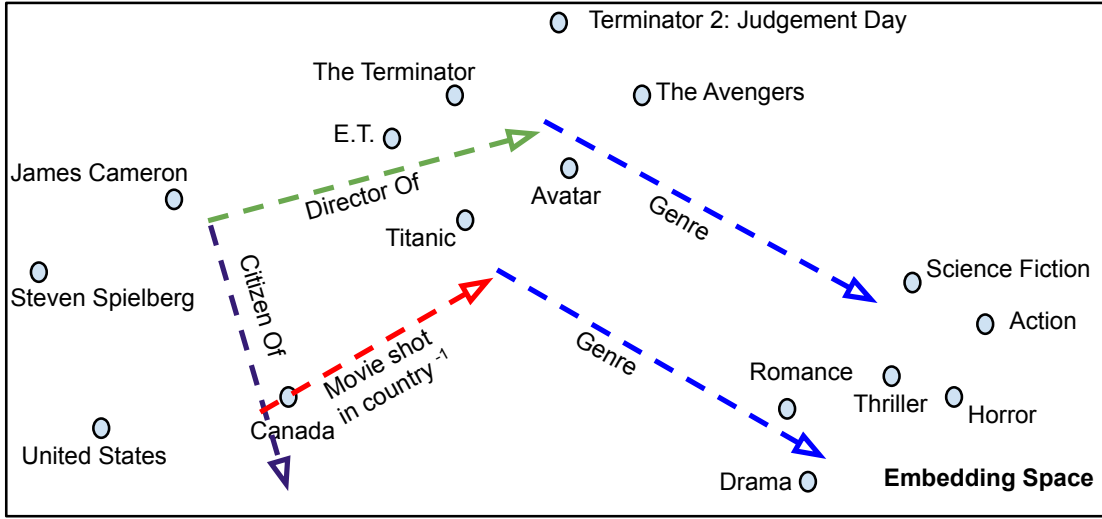 Terminator 2: Judgement Day
The Terminator
The Avengers
E.T.
James Cameron
Director Of
Avatar
Genre
Titanic
Science Fiction
Steven Spielberg
Citizen Of
Action
Movie shot
in country -1
Genre
Romance
Thriller
Horror
Canada
United States
Drama
Embedding Space